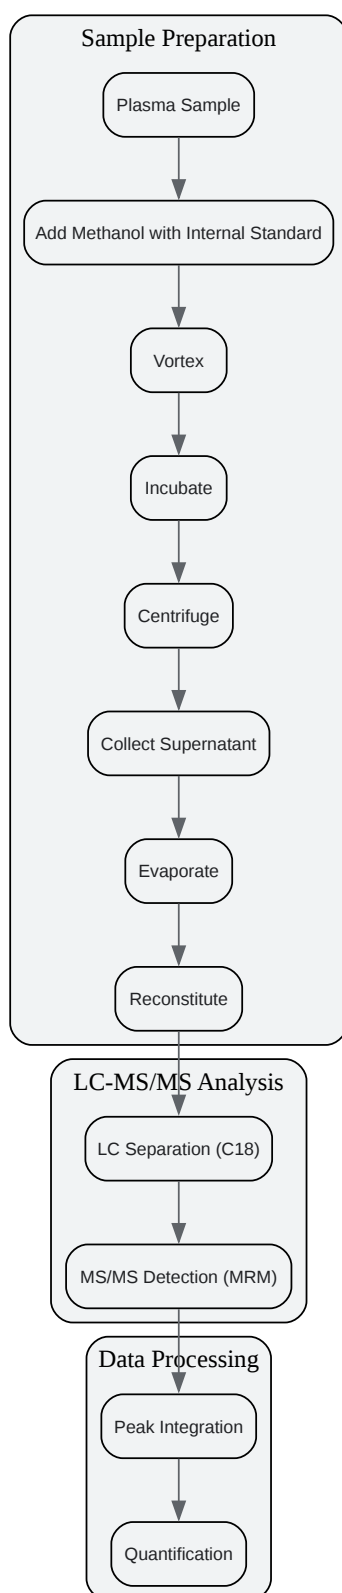 Sample Preparation
Plasma Sample
Add Methanol with Internal Standard
Vortex
Incubate
Centrifuge
Collect Supernatant
Evaporate
Reconstitute
LC-MS/MS Analysis
LC Separation (C18)
MS/MS Detection (MRM)
Data Processing
Peak Integration
Quantification